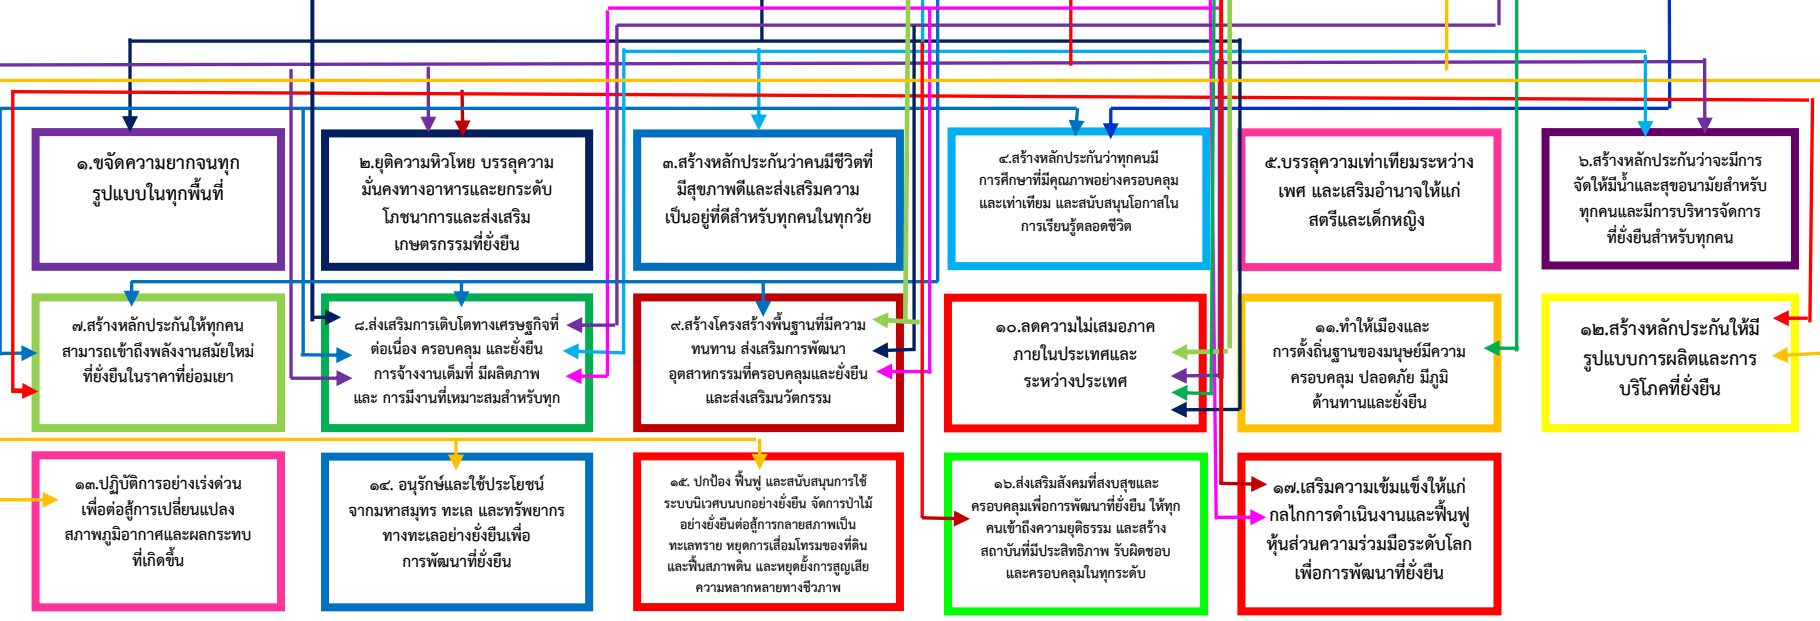 ๑.ขจัดความยากจนทุก
รูปแบบในทุกพื้นที่
๒.ยุติความหิวโหย บรรลุความ
มั่นคงทางอาหารและยกระดับ
โภชนาการและส่งเสริม
เกษตรกรรมที่ยั่งยืน
๓.สร้างหลักประกันว่าคนมีชีวิตที่
มีสุขภาพดีและส่งเสริมความ
เป็นอยู่ที่ดีสำหรับทุกคนในทุกวัย
๔.สร้างหลักประกันว่าทุกคนมี
การศึกษาที่มีคุณภาพอย่างครอบคลุม
และเท่าเทียม และสนับสนุนโอกาสใน
การเรียนรู้ตลอดชีวิต
๕.บรรลุความเท่าเทียมระหว่าง
เพศ และเสริมอำนาจให้แก่
สตรีและเด็กหญิง
๖.สร้างหลักประกันว่าจะมีการ
จัดให้มีน้ำและสุขอนามัยสำหรับ
ทุกคนและมีการบริหารจัดการ
ที่ยั่งยืนสำหรับทุกคน
๗.สร้างหลักประกันให้ทุกคน
สามารถเข้าถึงพลังงานสมัยใหม่
ที่ยั่งยืนในราคาที่ย่อมเยา
๘.ส่งเสริมการเติบโตทางเศรษฐกิจที่
ต่อเนื่อง ครอบคลุม และยั่งยืน
การจ้างงานเต็มที่ มีผลิตภาพ
และ การมีงานที่เหมาะสมสำหรับทุก
๙.สร้างโครงสร้างพื้นฐานที่มีความ
ทนทาน ส่งเสริมการพัฒนา
อุตสาหกรรมที่ครอบคลุมและยั่งยืน
และส่งเสริมนวัตกรรม
๑๐.ลดความไม่เสมอภาค
ภายในประเทศและ
ระหว่างประเทศ
๑๑.ทำให้เมืองและ
การตั้งถิ่นฐานของมนุษย์มีความ
ครอบคลุม ปลอดภัย มีภูมิ
ต้านทานและยั่งยืน
๑๒.สร้างหลักประกันให้มี
รูปแบบการผลิตและการ
บริโภคที่ยั่งยืน
๑๓.ปฏิบัติการอย่างเร่งด่วน
เพื่อต่อสู้การเปลี่ยนแปลง
สภาพภูมิอากาศและผลกระทบ
ที่เกิดขึ้น
๑๔. อนุรักษ์และใช้ประโยชน์
จากมหาสมุทร ทะเล และทรัพยากร
ทางทะเลอย่างยั่งยืนเพื่อ
การพัฒนาที่ยั่งยืน
๑๕. ปกป้อง ฟื้นฟู และสนับสนุนการใช้
ระบบนิเวศบนบกอย่างยั่งยืน จัดการป่าไม้
อย่างยั่งยืนต่อสู้การกลายสภาพเป็น
ทะเลทราย หยุดการเสื่อมโทรมของที่ดิน
และฟื้นสภาพดิน และหยุดยั้งการสูญเสีย
ความหลากหลายทางชีวภาพ
๑๖.ส่งเสริมสังคมที่สงบสุขและ
ครอบคลุมเพื่อการพัฒนาที่ยั่งยืน ให้ทุก
คนเข้าถึงความยุติธรรม และสร้าง
สถาบันที่มีประสิทธิภาพ รับผิดชอบ
และครอบคลุมในทุกระดับ
๑๗.เสริมความเข้มแข็งให้แก่
กลไกการดำเนินงานและฟื้นฟู
หุ้นส่วนความร่วมมือระดับโลก
เพื่อการพัฒนาที่ยั่งยืน